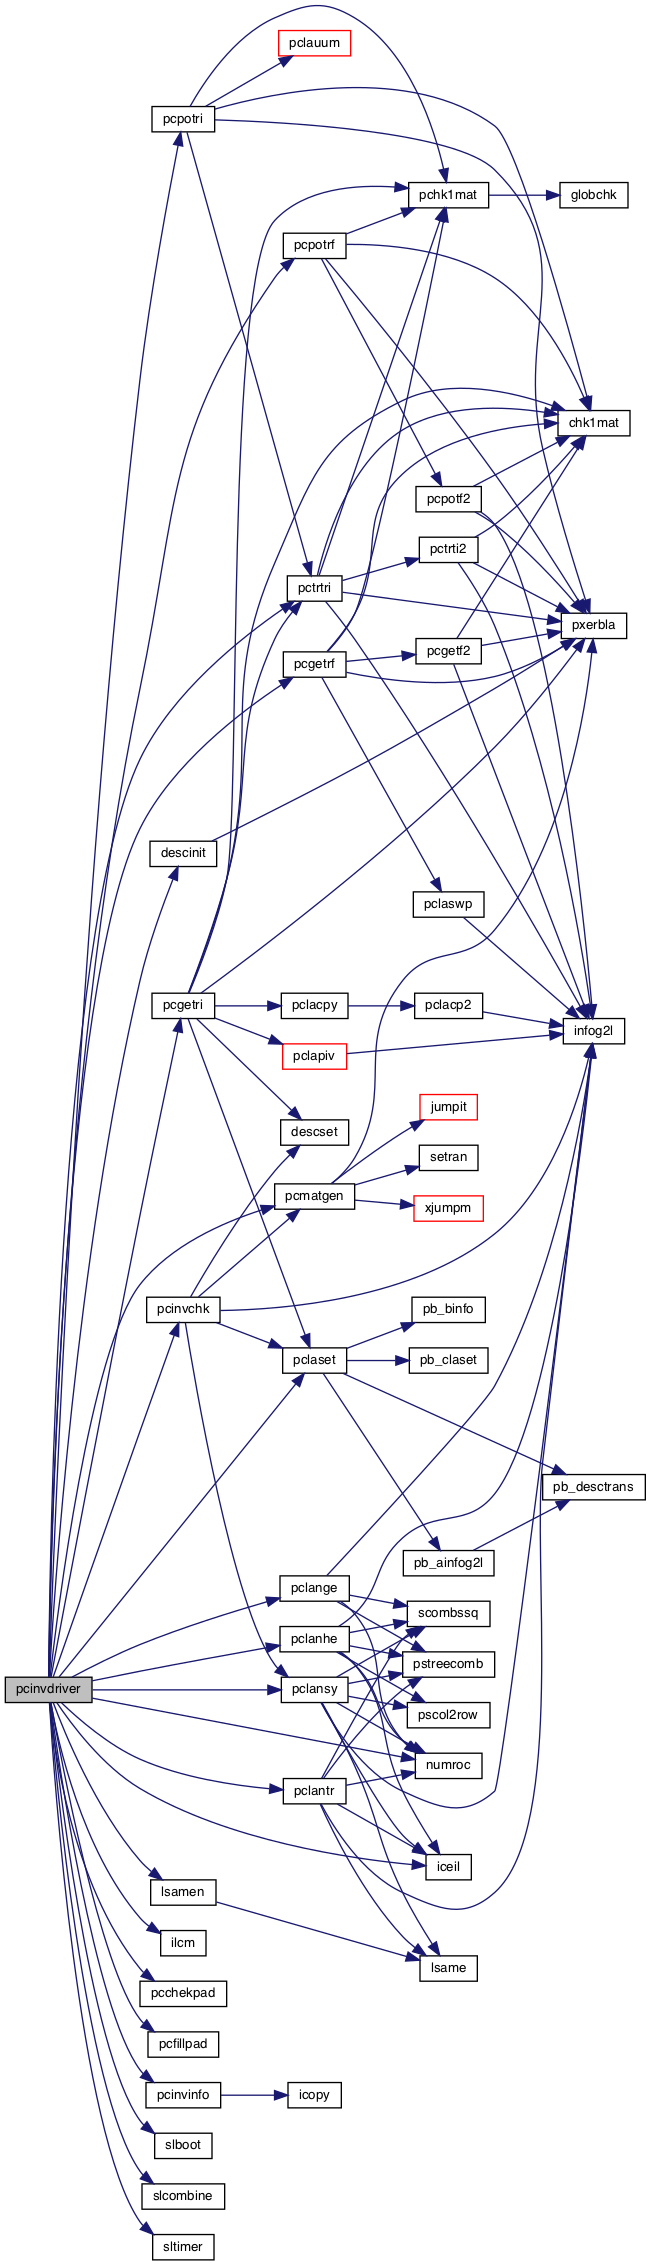 pclauum
pcpotri
pchk1mat
globchk
pcpotrf
chk1mat
pcpotf2
pctrti2
pctrtri
pxerbla
pcgetf2
pcgetrf
descinit
pclaswp
pcgetri
pclacpy
pclacp2
infog2l
pclapiv
jumpit
descset
setran
pcmatgen
xjumpm
pcinvchk
pb_binfo
pclaset
pb_claset
pb_desctrans
pb_ainfog2l
pclange
scombssq
pclanhe
pstreecomb
pcinvdriver
pclansy
pscol2row
numroc
pclantr
iceil
lsamen
ilcm
lsame
pcchekpad
pcfillpad
pcinvinfo
icopy
slboot
slcombine
sltimer